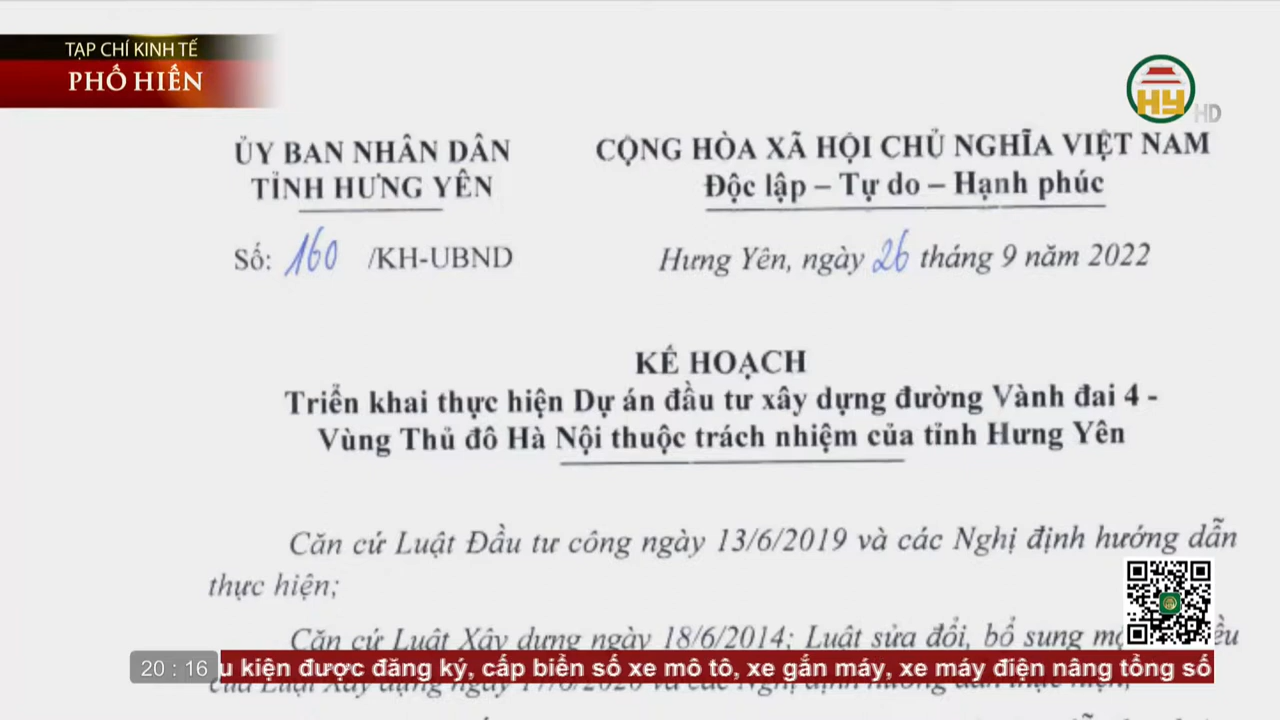 TẠP CHÍ KINH TẾ
PHỐ HIẾN
HY HD
ỦY BAN NHÂN DÂN
TỈNH HƯNG YÊN
CỘNG HÒA XÃ HỘI CHỦ NGHĨA VIỆT NAM
Độc lập – Tự do – Hạnh phúc
Số: 160 /KH-UBND
Hưng Yên, ngày 26 tháng 9 năm 2022
KẾ HOẠCH
Triển khai thực hiện Dự án đầu tư xây dựng đường Vành đai 4 -
Vùng Thủ đô Hà Nội thuộc trách nhiệm của tỉnh Hưng Yên
Căn cứ Luật Đầu tư công ngày 13/6/2019 và các Nghị định hướng dẫn
thực hiện;
Căn cứ Luật Xây dựng ngày 18/6/2014; Luật sửa đổi, bổ sung
20 : 16
u kiện được đăng ký, cấp biển số xe mô tô, xe gắn máy, xe máy điện nâng tổng số